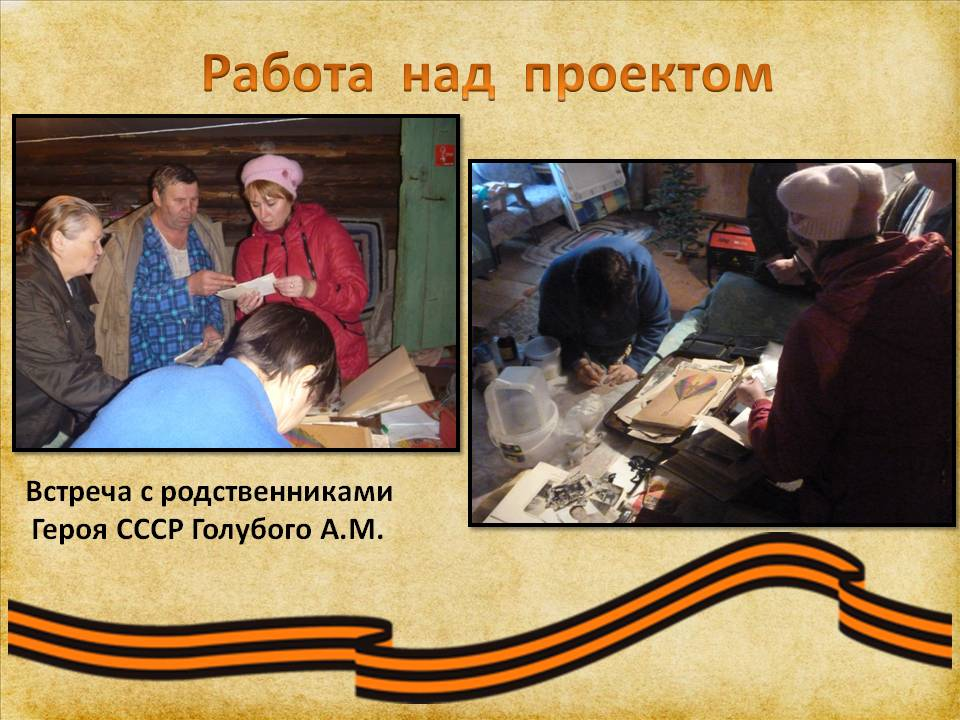 Работа над проектом
Встреча с родственниками
Героя СССР Голубого А.М.